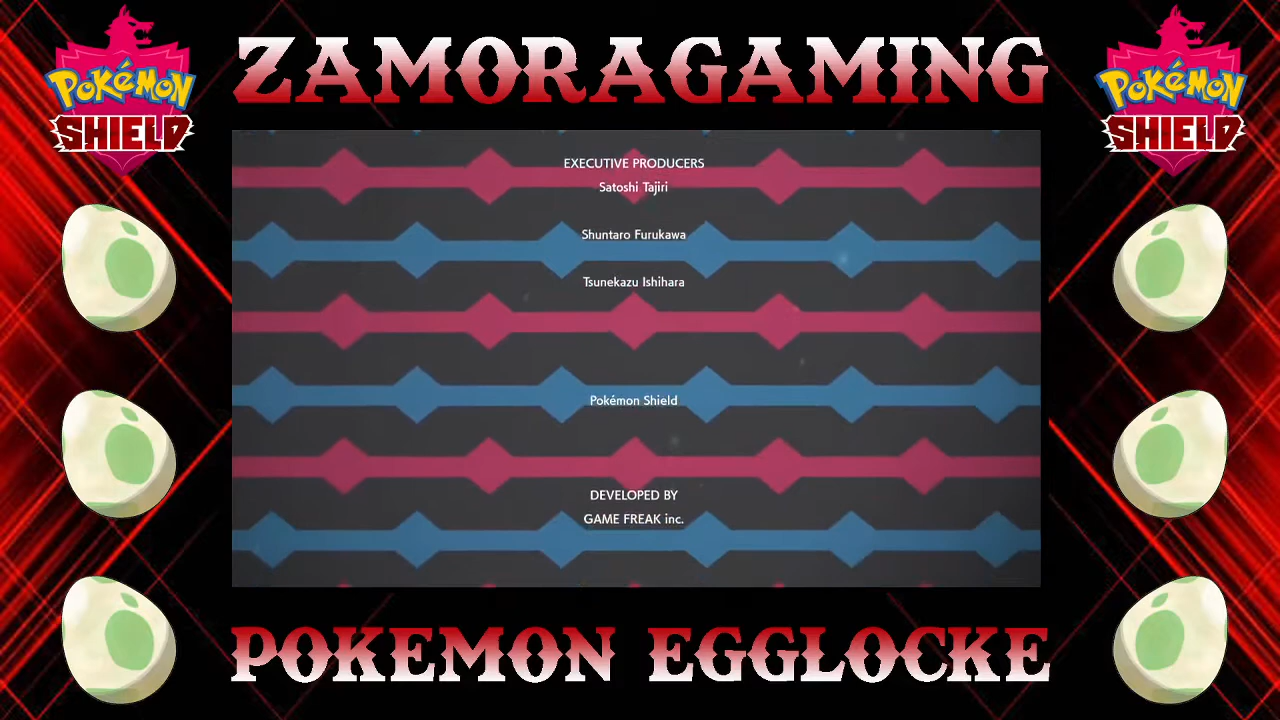 ZAMORAGAMING
Pokémon
SHIELD
Pokémon
SHIELD
EXECUTIVE PRODUCERS
Satoshi Tajiri
Shuntaro Furukawa
Tsunekazu Ishihara
Pokémon Shield
DEVELOPED BY
GAME FREAK inc.
POKEMON EGGLOCKE